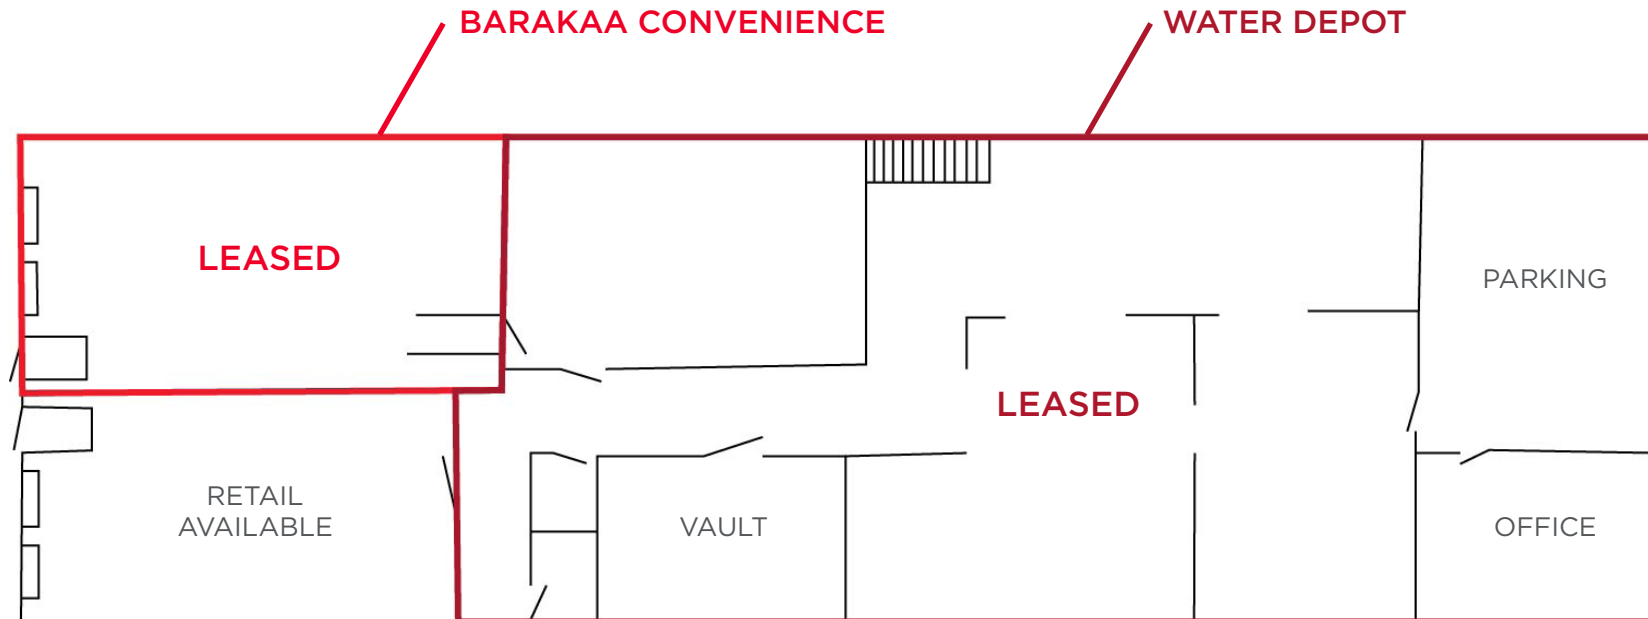 BARAKAA CONVENIENCE
WATER DEPOT
LEASED
PARKING
LEASED
RETAIL
AVAILABLE
VAULT
OFFICE